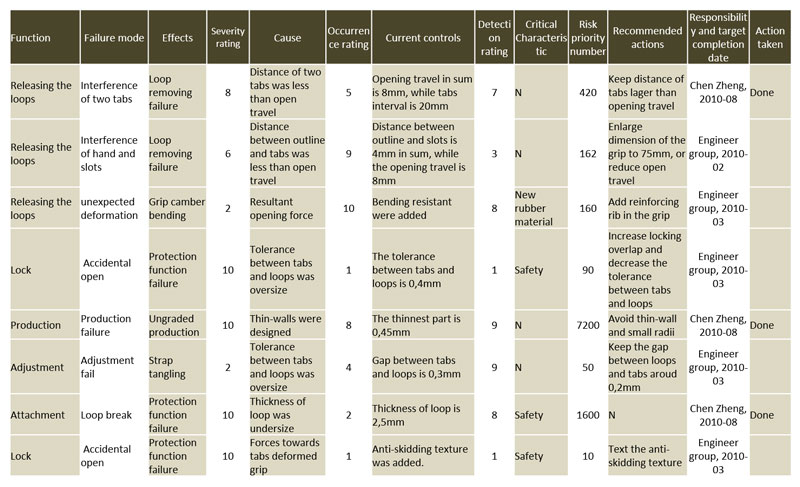 Function
Failure mode
Effects
Severity
rating
Cause
Occurren
ce rating
Current controls
Detecti
on
rating
Critical
Characteris
tic
Risk
priority
number
Recommended
actions
Responsibilit
y and target
completion
date
Action
taken
Releasing the
loops
Interference
of two tabs
Loop
removing
failure
8
Distance of two
tabs was less
than open
travel
5
Opening travel in sum
is 8mm, while tabs
interval is 20mm
7
N
420
Keep distance of
tabs lager than
opening travel
Chen Zheng,
2010-08
Done
Releasing the
loops
Interference
of hand and
slots
Loop
removing
failure
6
Distance
between outline
and tabs was
less than open
travel
9
Distance between
outline and slots is
4mm in sum, while
the opening travel is
8mm
3
N
162
Enlarge
dimension of the
grip to 75mm, or
reduce open
travel
Engineer
group, 2010-
02
Releasing the
loops
unexpected
deformation
Grip camber
bending
2
Resultant
opening force
10
Bending resistant
were added
8
New
rubber
material
160
Add reinforcing
rib in the grip
Engineer
group, 2010-
03
Lock
Accidental
open
Protection
function
failure
10
Tolerance
between tabs
and loops was
oversize
1
The tolerance
between tabs and
loops is 0,4mm
1
Safety
90
Increase locking
overlap and
decrease the
tolerance
between tabs
and loops
Engineer
group, 2010-
03
Production
Production
failure
Ungraded
production
10
Thin-walls were
designed
8
The thinnest part is
0,45mm
9
N
7200
Avoid thin-wall
and small radii
Chen Zheng,
2010-08
Done
Adjustment
Adjustment
fail
Strap
tangling
2
Tolerance
between tabs
and loops was
oversize
4
Gap between tabs
and loops is 0,3mm
9
N
50
Keep the gap
between loops
and tabs aroud
0,2mm
Engineer
group, 2010-
03
Attachment
Loop break
Protection
function
failure
10
Thickness of
loop was
undersize
2
Thickness of loop is
2,5mm
8
Safety
1600
N
Chen Zheng,
2010-08
Done
Lock
Accidental
open
Protection
function
failure
10
Forces towards
tabs deformed
grip
1
Anti-skidding texture
was added.
1
Safety
10
Text the anti-
skidding texture
Engineer
group, 2010-
03